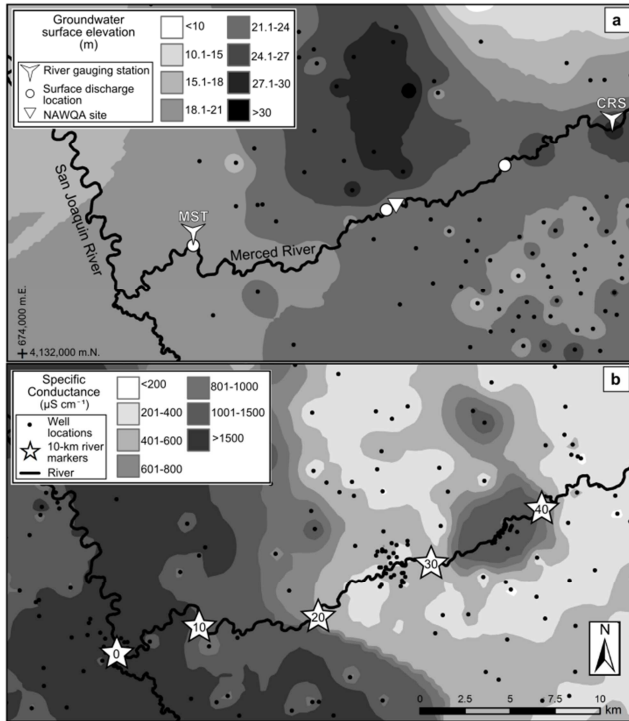 Groundwater
surface elevation
(m)
River gauging station
Surface discharge
location
NAWQA site
<10
10.1-15
15.1-18
18.1-21
21.1-24
24.1-27
27.1-30
>30
a
CRS
San Joaquin River
MST
Merced River
674,000 m.E.
4,132,000 m.N.
Specific
Conductance
(µS cm⁻¹)
Well
locations
10-km river
markers
River
<200
201-400
401-600
601-800
801-1000
1001-1500
>1500
b
40
30
20
10
0
N
0 2.5 5 7.5 10
km